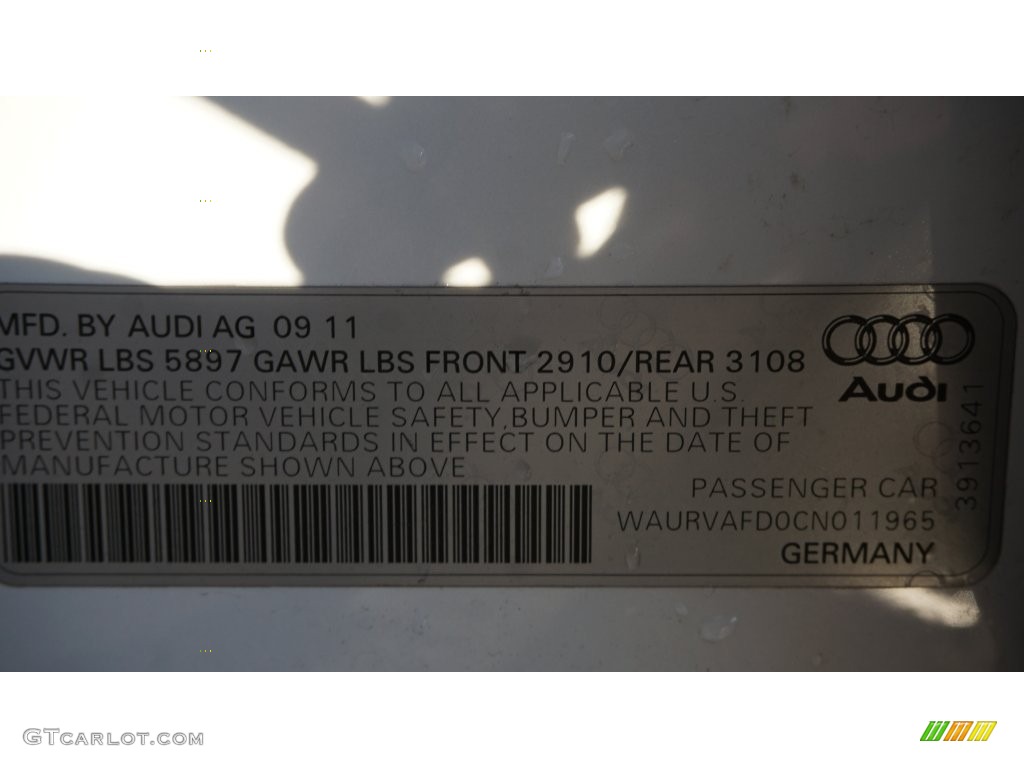 MFD. BY AUDI AG 09 11
GVWR LBS 5897 GAWR LBS FRONT 2910/REAR 3108
THIS VEHICLE CONFORMS TO ALL APPLICABLE U.S.
FEDERAL MOTOR VEHICLE SAFETY, BUMPER AND THEFT
PREVENTION STANDARDS IN EFFECT ON THE DATE OF
MANUFACTURE SHOWN ABOVE
Audi
3913641
PASSENGER CAR
WAURVAFD0CN011965
GERMANY
GTCARLOT.COM